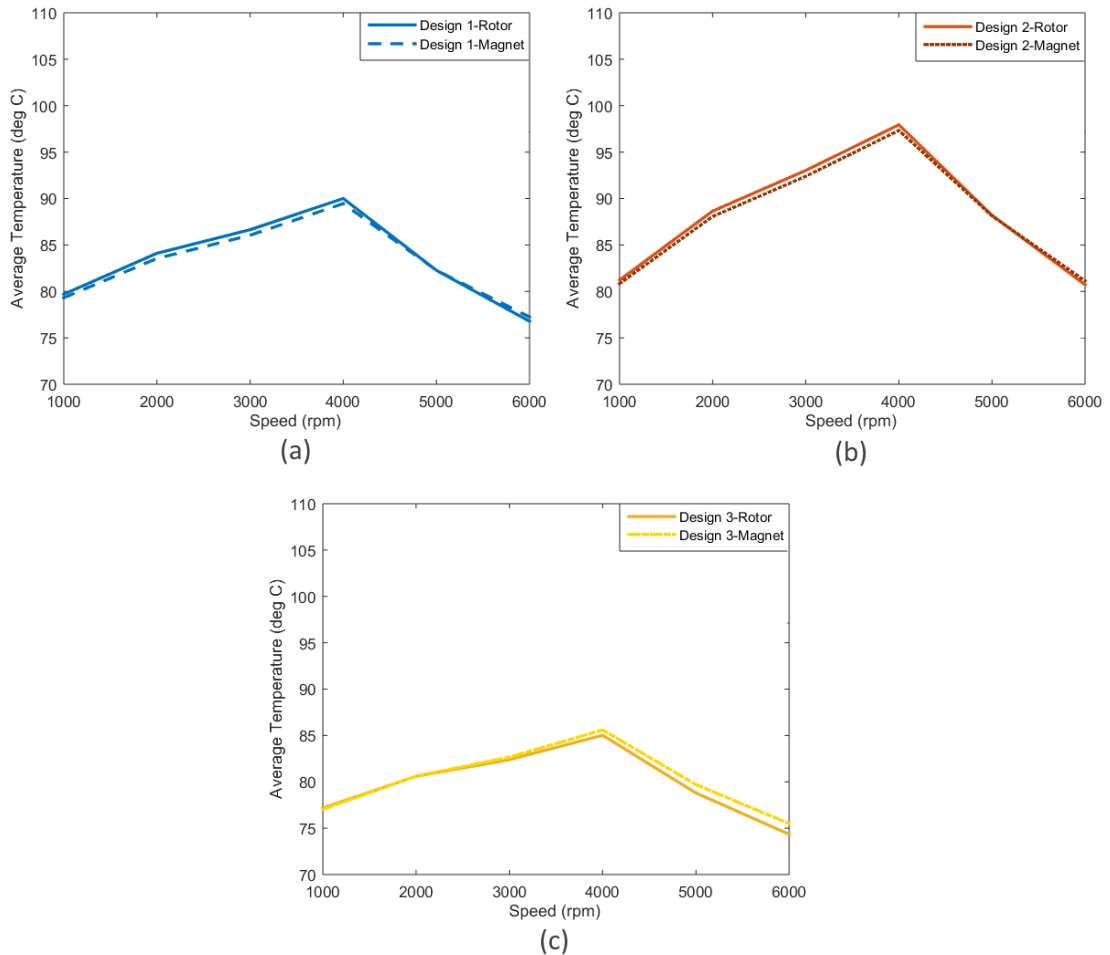 110
105
100
95
90
85
80
75
70
Average Temperature (deg C)
Design 1-Rotor
Design 1-Magnet
1000 2000 3000 4000 5000 6000
Speed (rpm)
(a)
110
105
100
95
90
85
80
75
70
Average Temperature (deg C)
Design 2-Rotor
Design 2-Magnet
1000 2000 3000 4000 5000 6000
Speed (rpm)
(b)
110
105
100
95
90
85
80
75
70
Average Temperature (deg C)
Design 3-Rotor
Design 3-Magnet
1000 2000 3000 4000 5000 6000
Speed (rpm)
(c)